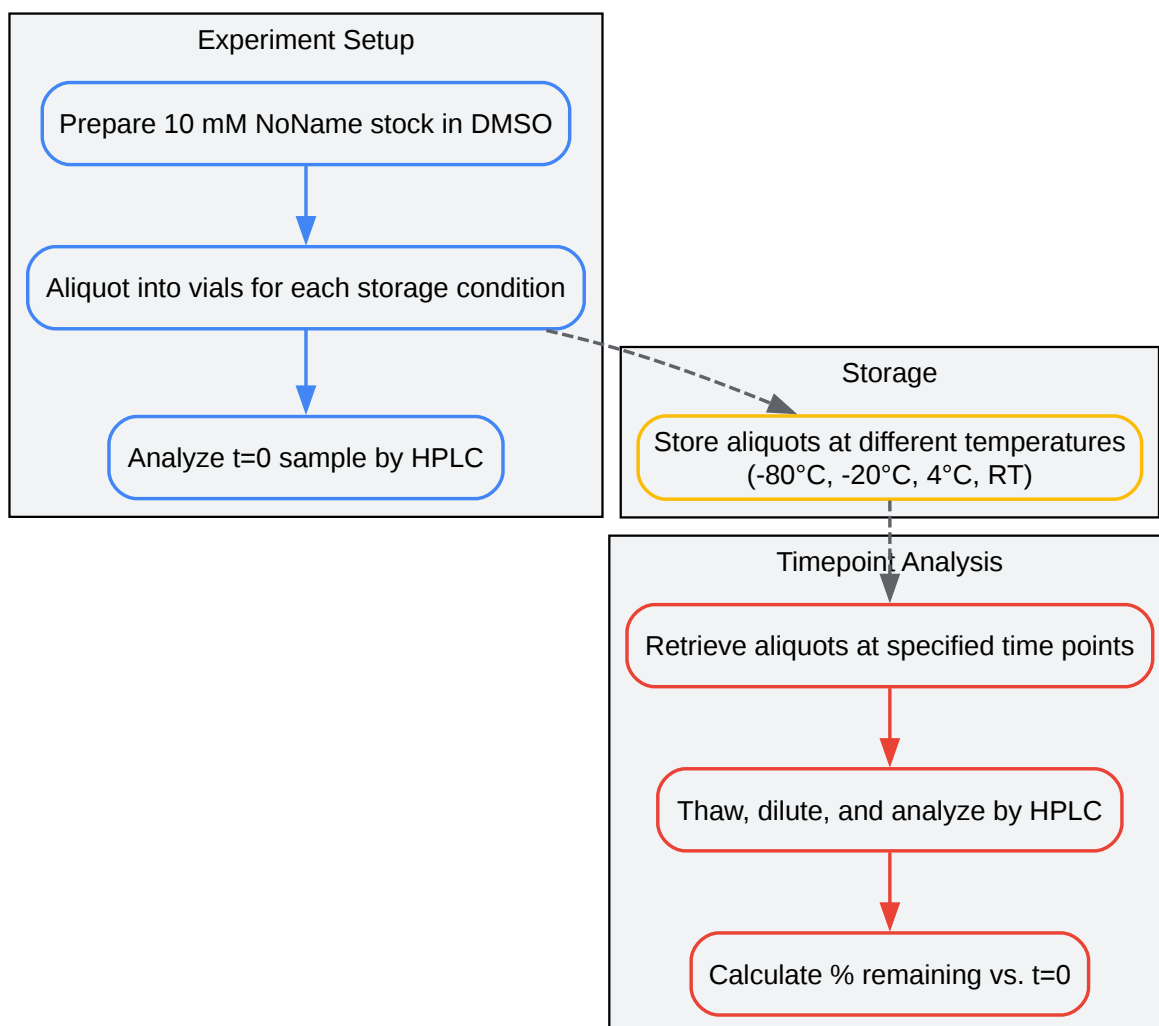 Experiment Setup
Prepare 10 mM NoName stock in DMSO
Aliquot into vials for each storage condition
Analyze t=0 sample by HPLC
Storage
Store aliquots at different temperatures
(-80°C, -20°C, 4°C, RT)
Timepoint Analysis
Retrieve aliquots at specified time points
Thaw, dilute, and analyze by HPLC
Calculate % remaining vs. t=0